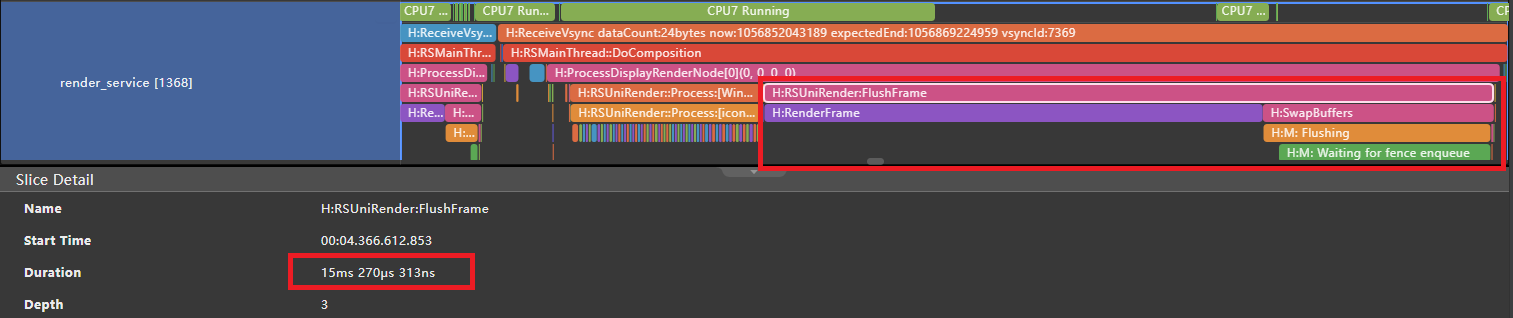 CPU7 ... CPU7 Run... CPU7 Running CPU7 ... CP...
H:ReceiveVsy... H:ReceiveVsync dataCount:24bytes now:1056852043189 expectedEnd:1056869224959 vsyncId:7369
H:RSMainThr... H:RSMainThread::DoComposition
render_service [1368] H:ProcessDi... H:ProcessDisplayRenderNode[0](0, 0, 0, 0)
H:RSUniRe... H:RSUniRender::Process:[Win... H:RSUniRender:FlushFrame
H:Re... H:... H:RSUniRender::Process:[icon... H:RenderFrame H:SwapBuffers
H:... H:M: Flushing
H:M: Waiting for fence enqueue
Slice Detail
Name H:RSUniRender:FlushFrame
Start Time 00:04.366.612.853
Duration 15ms 270μs 313ns
Depth 3